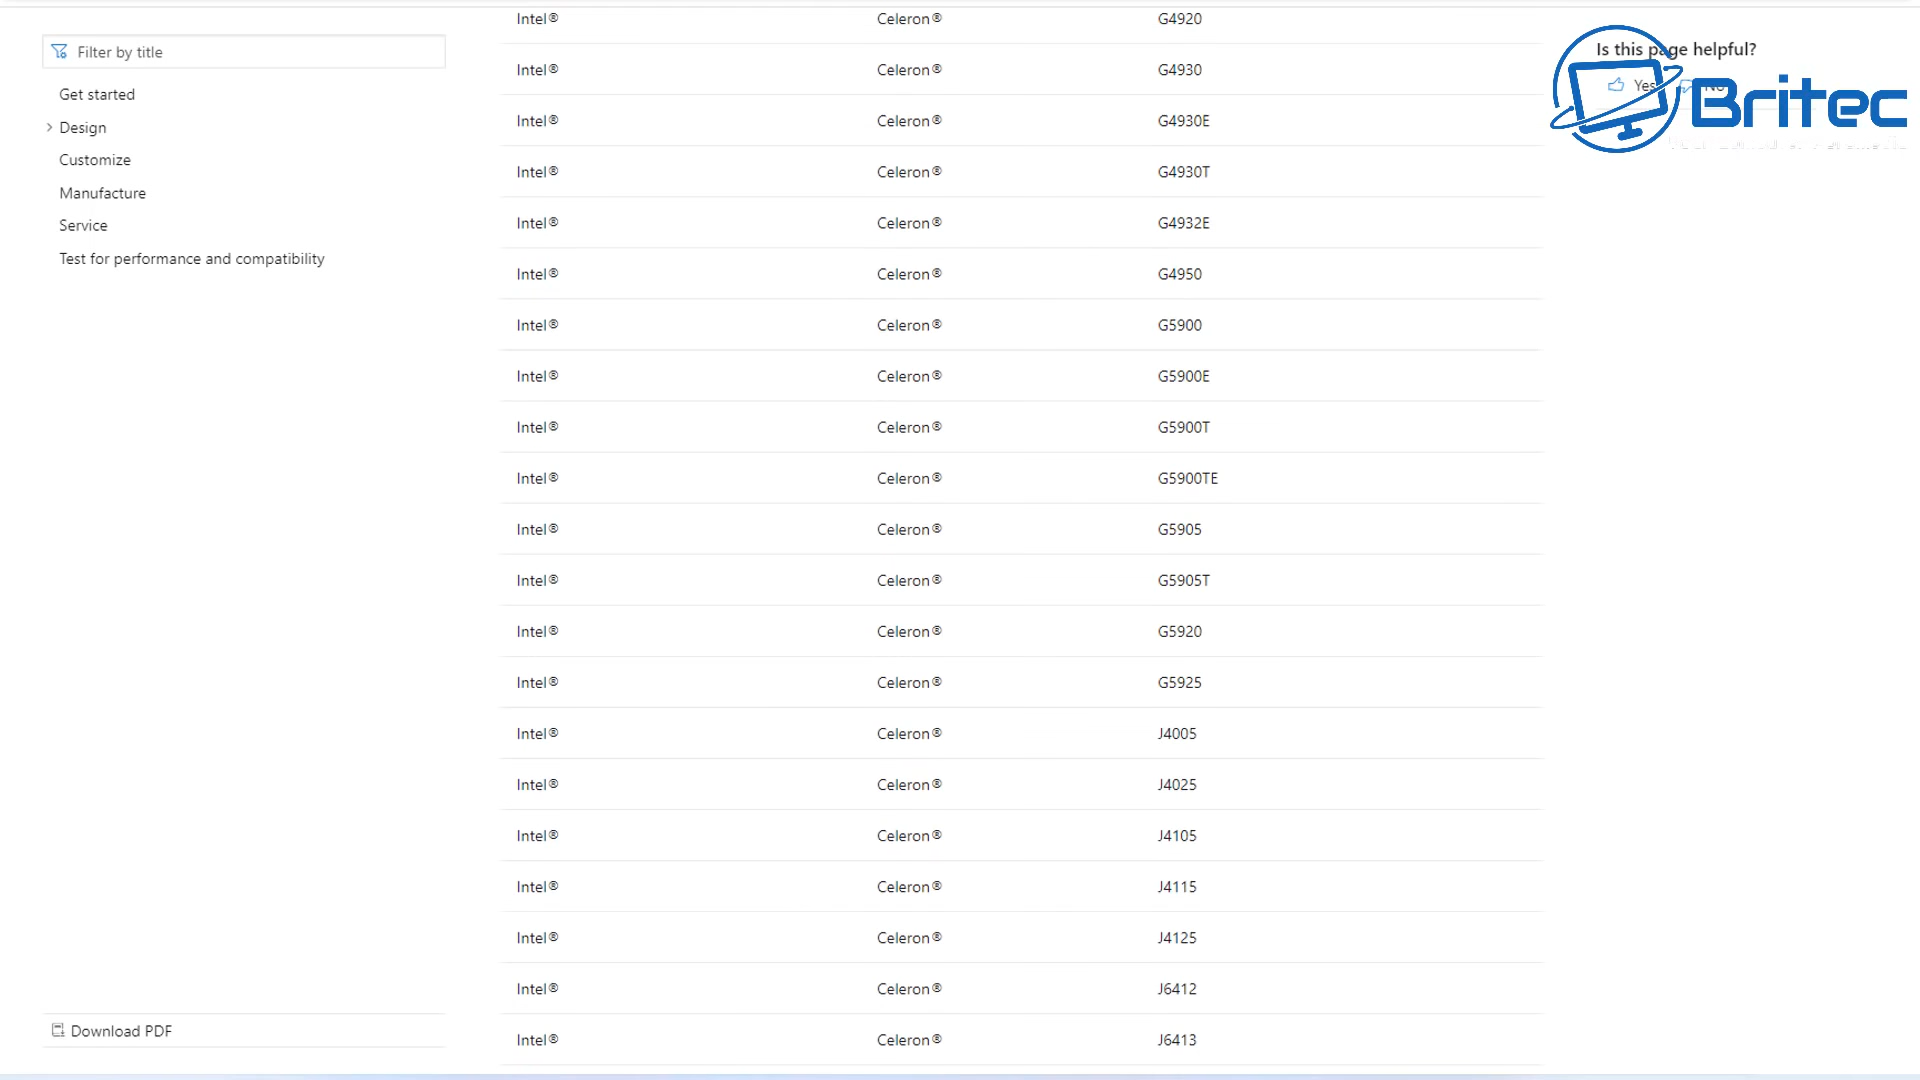 Filter by title
Get started
Design
Customize
Manufacture
Service
Test for performance and compatibility
Download PDF
Intel® Celeron® G4920
Intel® Celeron® G4930
Intel® Celeron® G4930E
Intel® Celeron® G4930T
Intel® Celeron® G4932E
Intel® Celeron® G4950
Intel® Celeron® G5900
Intel® Celeron® G5900E
Intel® Celeron® G5900T
Intel® Celeron® G5900TE
Intel® Celeron® G5905
Intel® Celeron® G5905T
Intel® Celeron® G5920
Intel® Celeron® G5925
Intel® Celeron® J4005
Intel® Celeron® J4025
Intel® Celeron® J4105
Intel® Celeron® J4115
Intel® Celeron® J4125
Intel® Celeron® J6412
Intel® Celeron® J6413
Is this page helpful?
Yes No
Britec